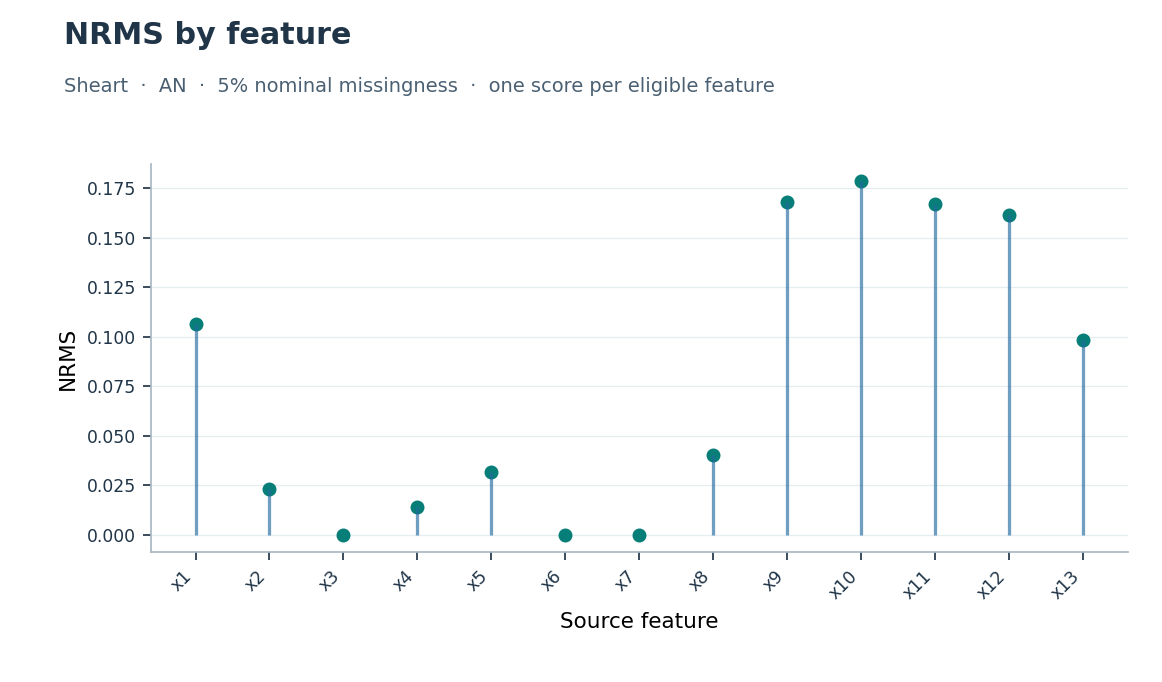 NRMS by feature
Sheart · AN · 5% nominal missingness · one score per eligible feature
0.175
0.150
0.125
0.100
0.075
0.050
0.025
0.000
NRMS
x1 x2 x3 x4 x5 x6 x7 x8 x9 x10 x11 x12 x13
Source feature